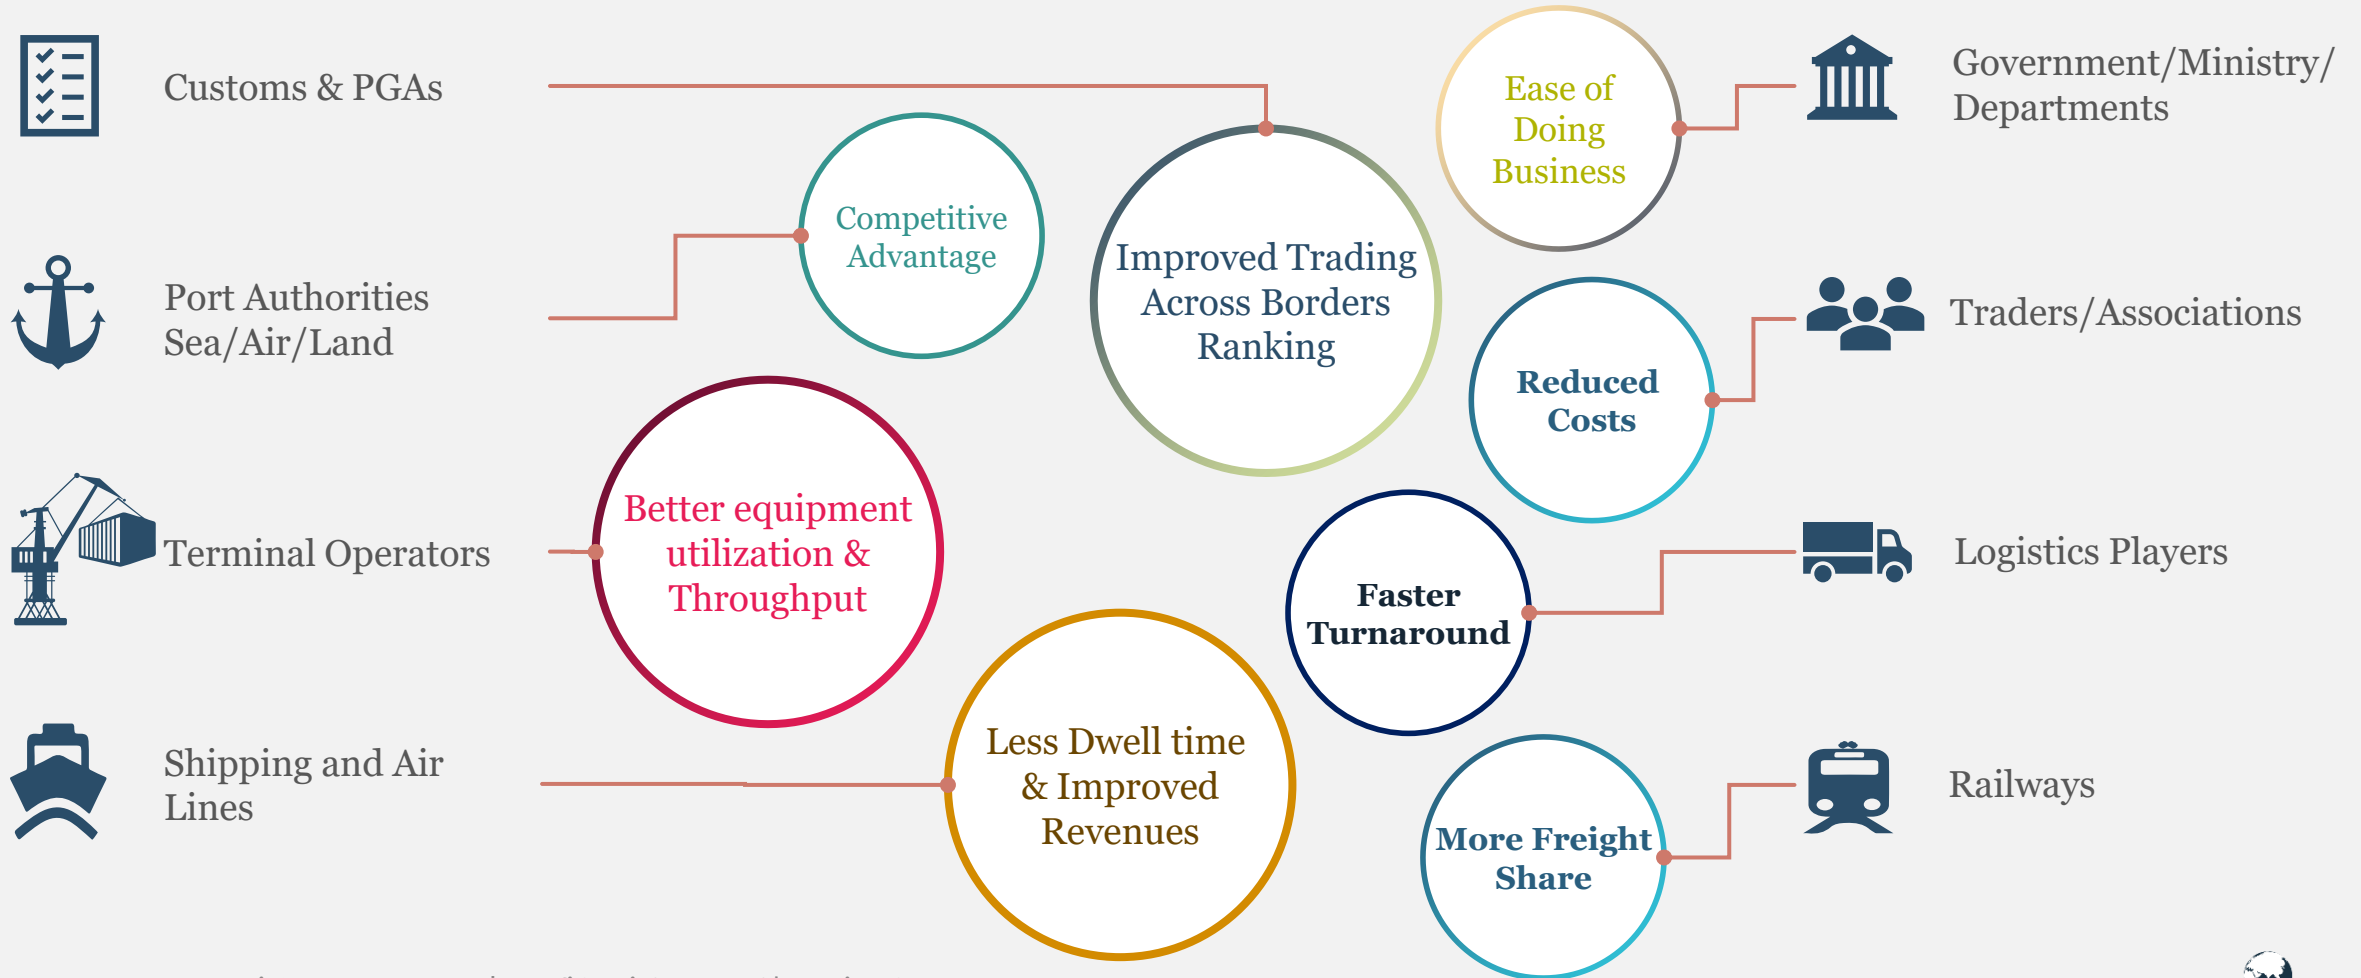 Customs & PGAs
Port Authorities
Sea/Air/Land
Terminal Operators
Shipping and Air
Lines
Competitive
Advantage
Improved Trading
Across Borders
Ranking
Better equipment
utilization &
Throughput
Less Dwell time
& Improved
Revenues
Ease of
Doing
Business
Reduced
Costs
Faster
Turnaround
More Freight
Share
Government/Ministry/
Departments
Traders/Associations
Logistics Players
Railways